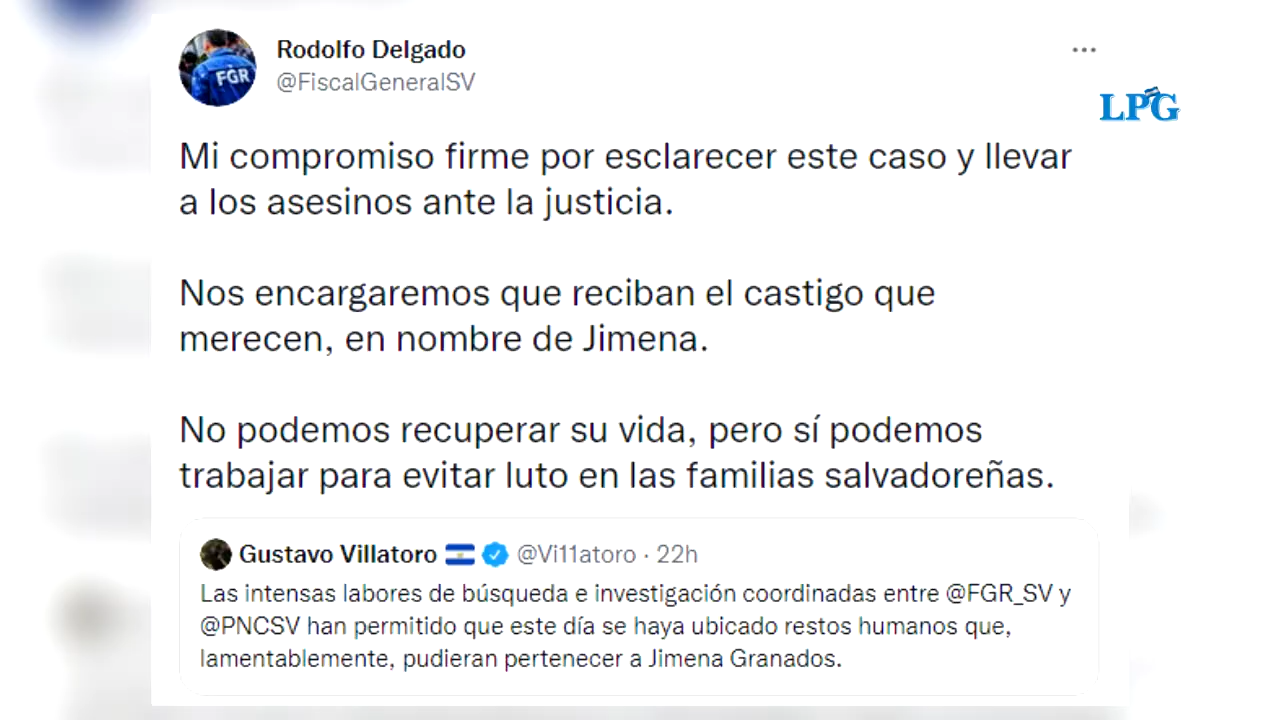 Rodolfo Delgado
@FiscalGeneralSV
FGR
LPG
Mi compromiso firme por esclarecer este caso y llevar
a los asesinos ante la justicia.
Nos encargaremos que reciban el castigo que
merecen, en nombre de Jimena.
No podemos recuperar su vida, pero sí podemos
trabajar para evitar luto en las familias salvadoreñas.
Gustavo Villatoro @Vi11atoro · 22h
Las intensas labores de búsqueda e investigación coordinadas entre @FGR_SV y
@PNCSV han permitido que este día se haya ubicado restos humanos que,
lamentablemente, pudieran pertenecer a Jimena Granados.